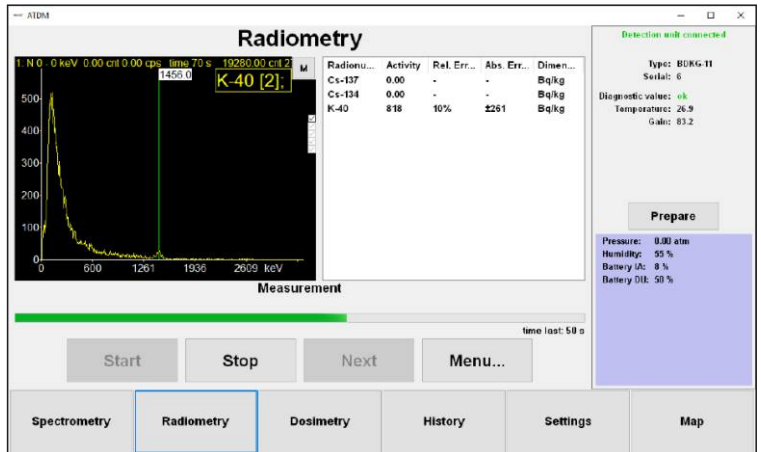 ATDM
Radiometry
1: N 0 - 0 keV 0.00 cnt 0.00 cps time 70 s 19280.00 cnt 2
M
1456.0
K-40 [2];
500
400
300
200
100
0
0 600 1261 1936 2609 keV
Radionu... Activity Rel. Err... Abs. Err... Dimen...
Cs-137 0.00 - - Bq/kg
Cs-134 0.00 - - Bq/kg
K-40 818 10% ±261 Bq/kg
Measurement
time last: 50 s
Start Stop Next Menu...
Detection unit connected
Type: BDKG-11
Serial: 6
Diagnostic value: ok
Temperature: 26.9
Gain: 83.2
Prepare
Pressure: 0.00 atm
Humidity: 55 %
Battery IA: 8 %
Battery DU: 50 %
Spectrometry Radiometry Dosimetry History Settings Map